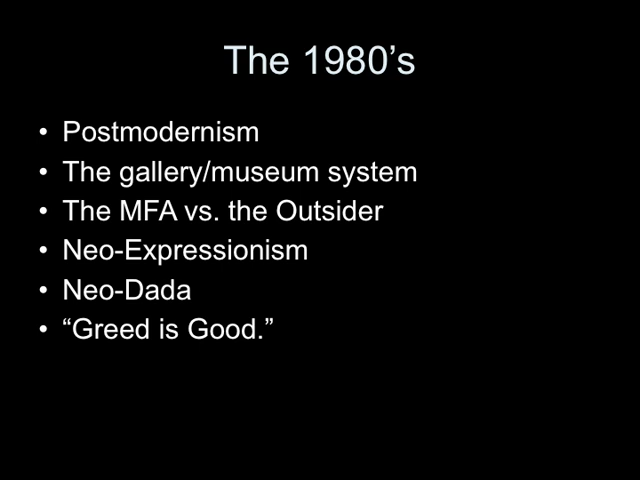 The 1980’s
• Postmodernism
• The gallery/museum system
• The MFA vs. the Outsider
• Neo-Expressionism
• Neo-Dada
• “Greed is Good.”